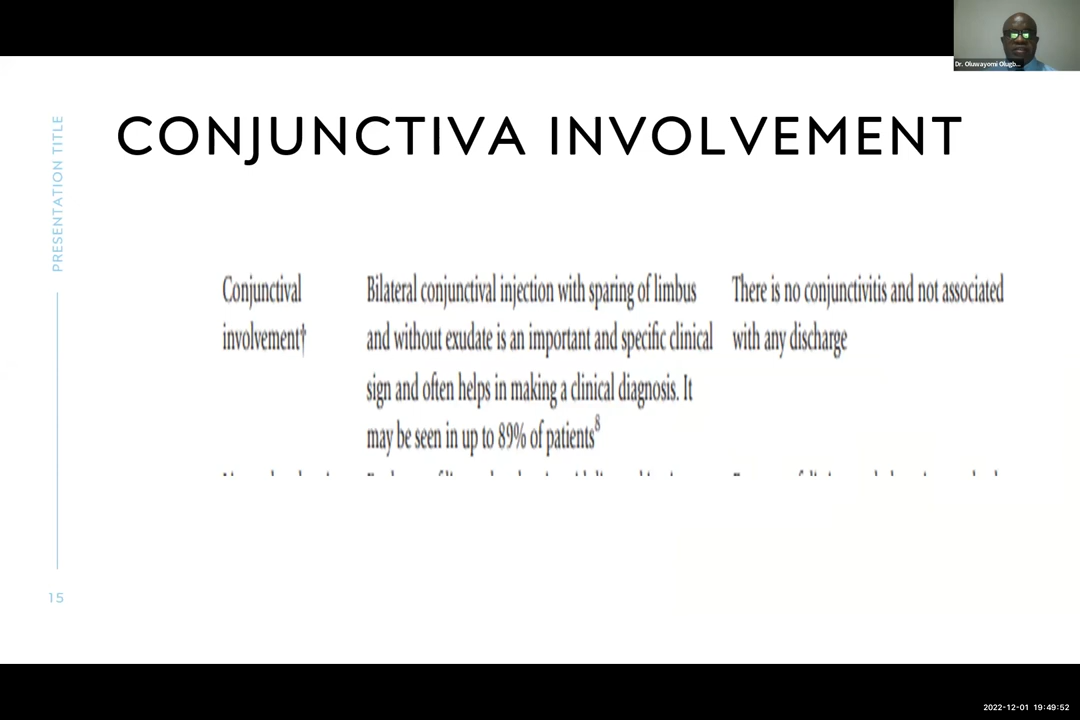 Dr. Oluwayomi Olugb...
PRESENTATION TITLE
CONJUNCTIVA INVOLVEMENT
Conjunctival
involvement†
Bilateral conjunctival injection with sparing of limbus
and without exudate is an important and specific clinical
sign and often helps in making a clinical diagnosis. It
may be seen in up to 89% of patients8
There is no conjunctivitis and not associated
with any discharge
15
2022-12-01 19:49:52